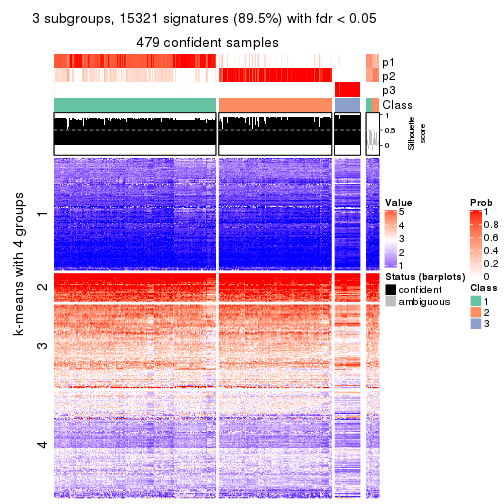 3 subgroups, 15321 signatures (89.5%) with fdr < 0.05
479 confident samples
p1
p2
p3
Class
1
0.5
0
Silhouette
score
k-means with 4 groups
1
2
3
4
Value
5
4
3
2
1
Status (barplots)
confident
ambiguous
Prob
1
0.8
0.6
0.4
0.2
0
Class
1
2
3